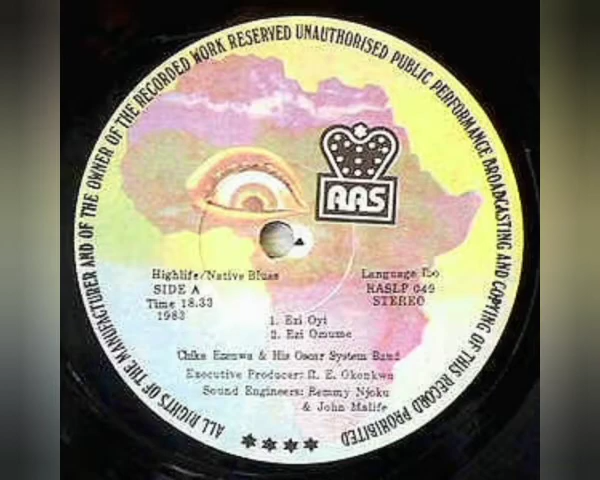 ALL RIGHTS OF THE MANUFACTURER AND OF THE OWNER OF THE RECORDED WORK RESERVED UNAUTHORISED PUBLIC PERFORMANCE BROADCASTING AND COPYING OF THIS RECORD PROHIBITED
RAS
Highlife/Native Blues
Language Ibo
SIDE A
RASLP 049
Time 18.33
STEREO
1983
1. Ezi Oyi
2. Ezi Omume
Chika Ezenwa & His Oscar System Band
Executive Producer: E. Okonkwo
Sound Engineers: Remmy Njoku
& John Malife